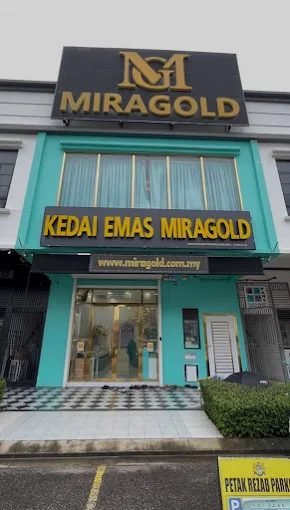 MG
MIRAGOLD
KEDAI EMAS MIRAGOLD
www.miragold.com.my
PETAK REZAB PARK
P